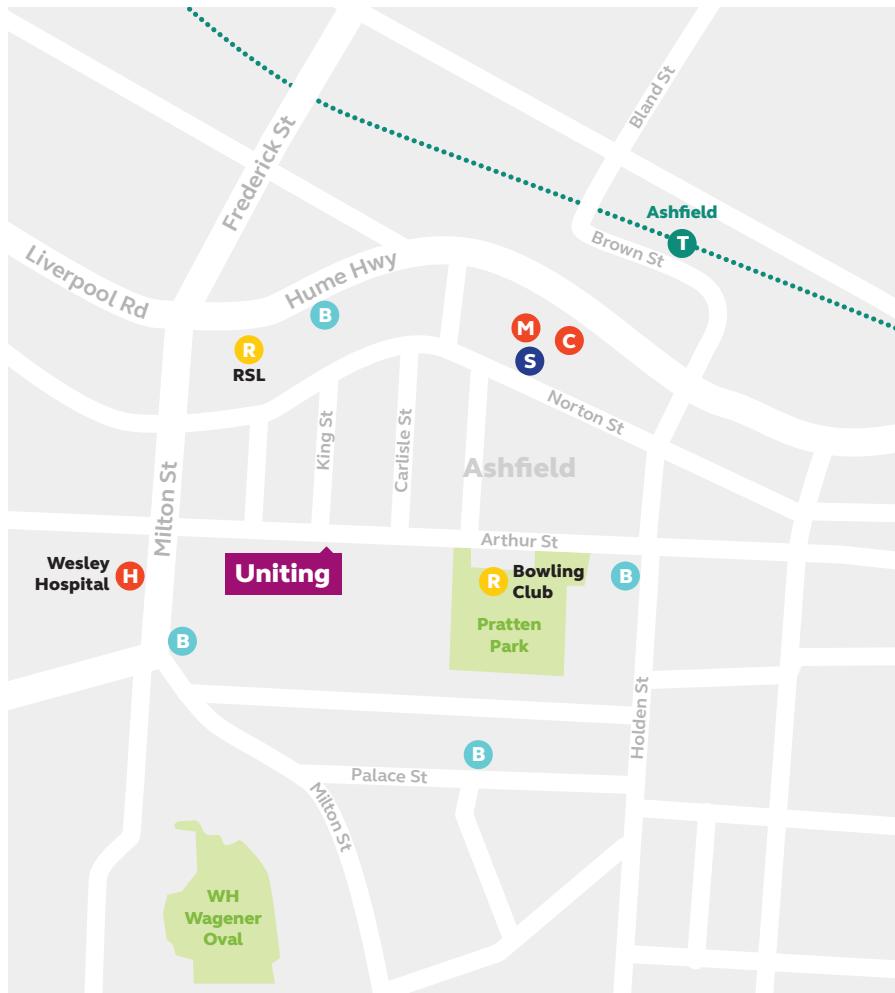 Bland St
Frederick St
Ashfield
T
Brown St
Liverpool Rd
Hume Hwy
B
M
C
R
S
RSL
Norton St
King St
Carlisle St
Ashfield
Milton St
Arthur St
Wesley
Hospital
H
Uniting
R
Bowling
Club
B
Pratten
Park
B
Holden St
B
Palace St
Milton St
WH
Wagener
Oval